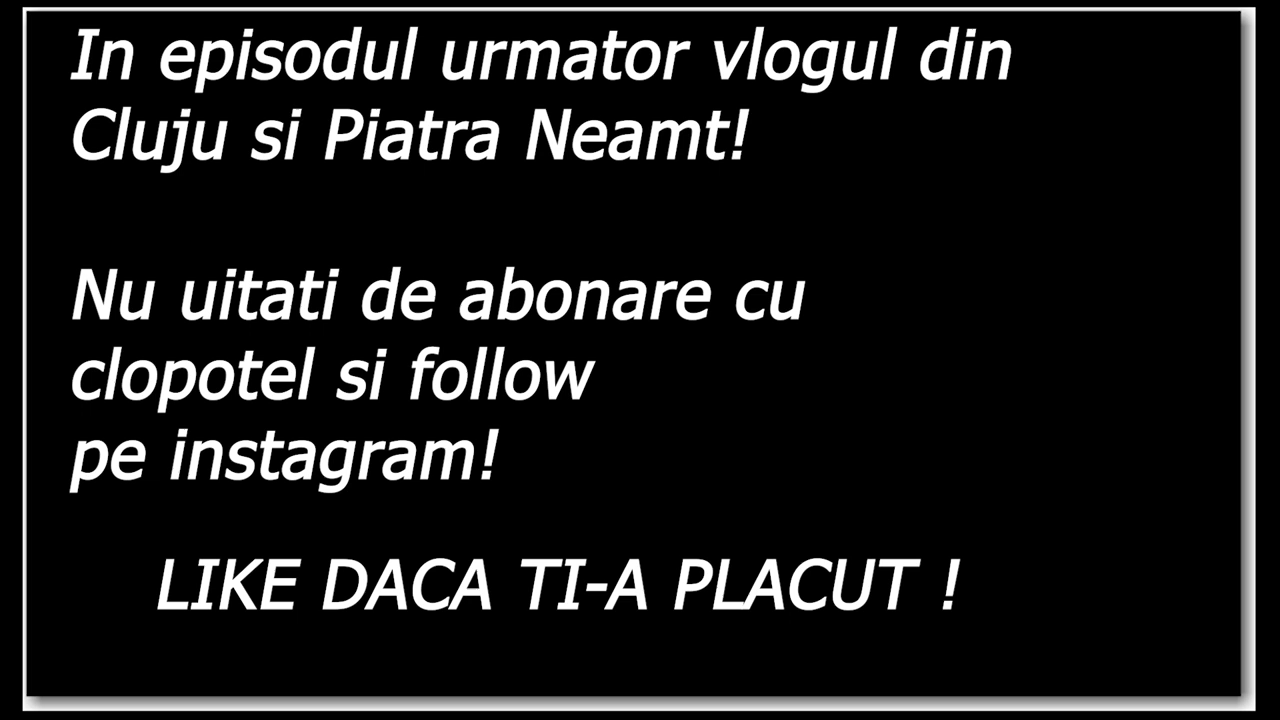 In episodul urmator vlogul din
Cluju si Piatra Neamt!
Nu uitati de abonare cu
clopotel si follow
pe instagram!
LIKE DACA TI-A PLACUT !